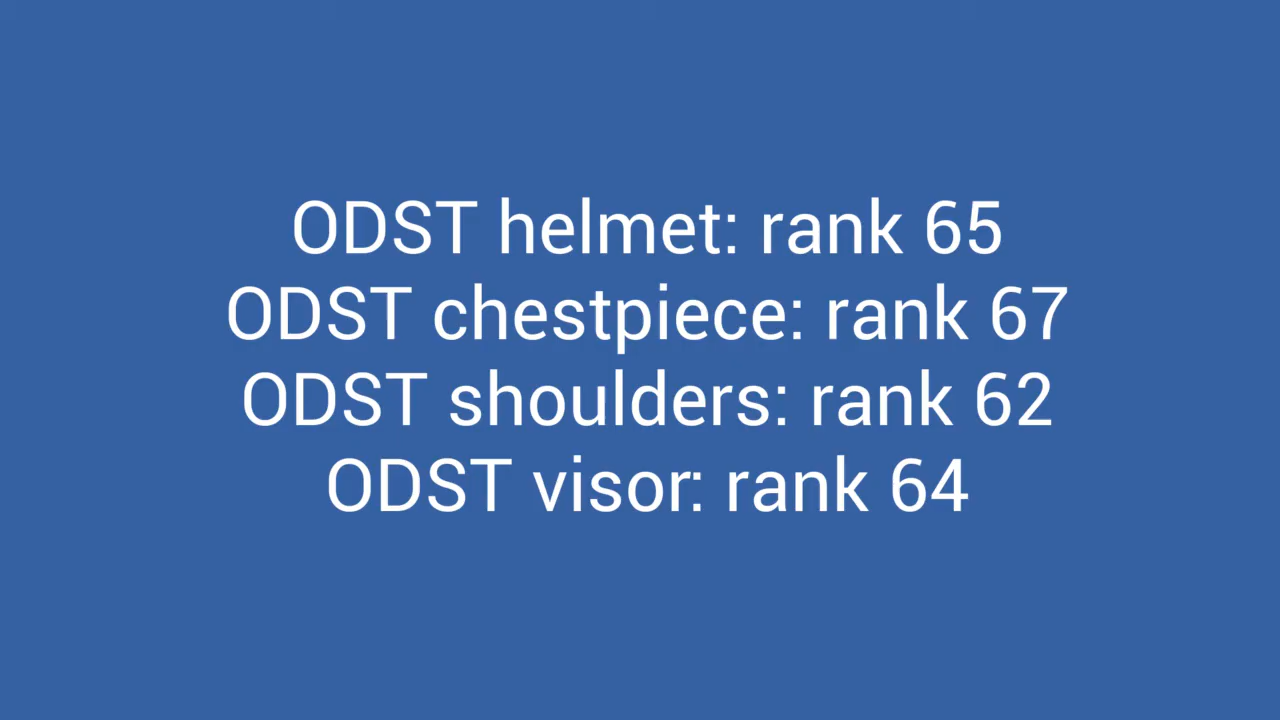 ODST helmet: rank 65
ODST chestpiece: rank 67
ODST shoulders: rank 62
ODST visor: rank 64